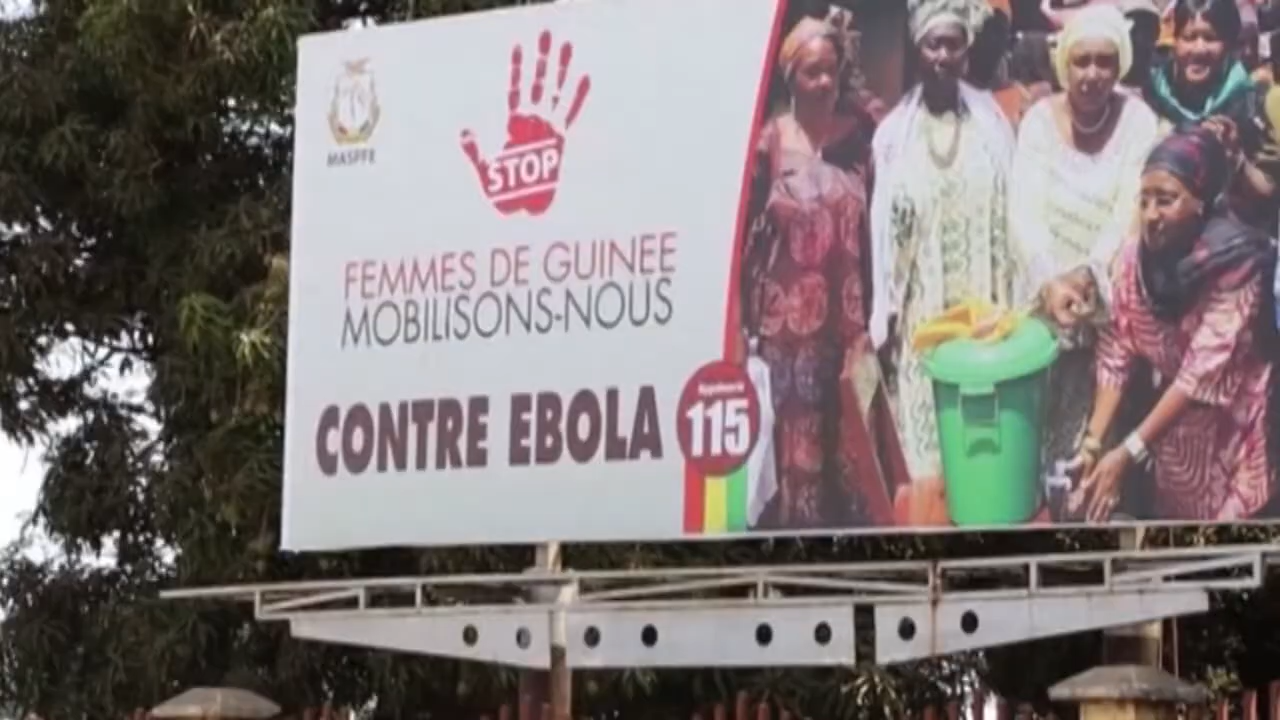 MASPFE
STOP
FEMMES DE GUINEE
MOBILISONS-NOUS
CONTRE EBOLA
115